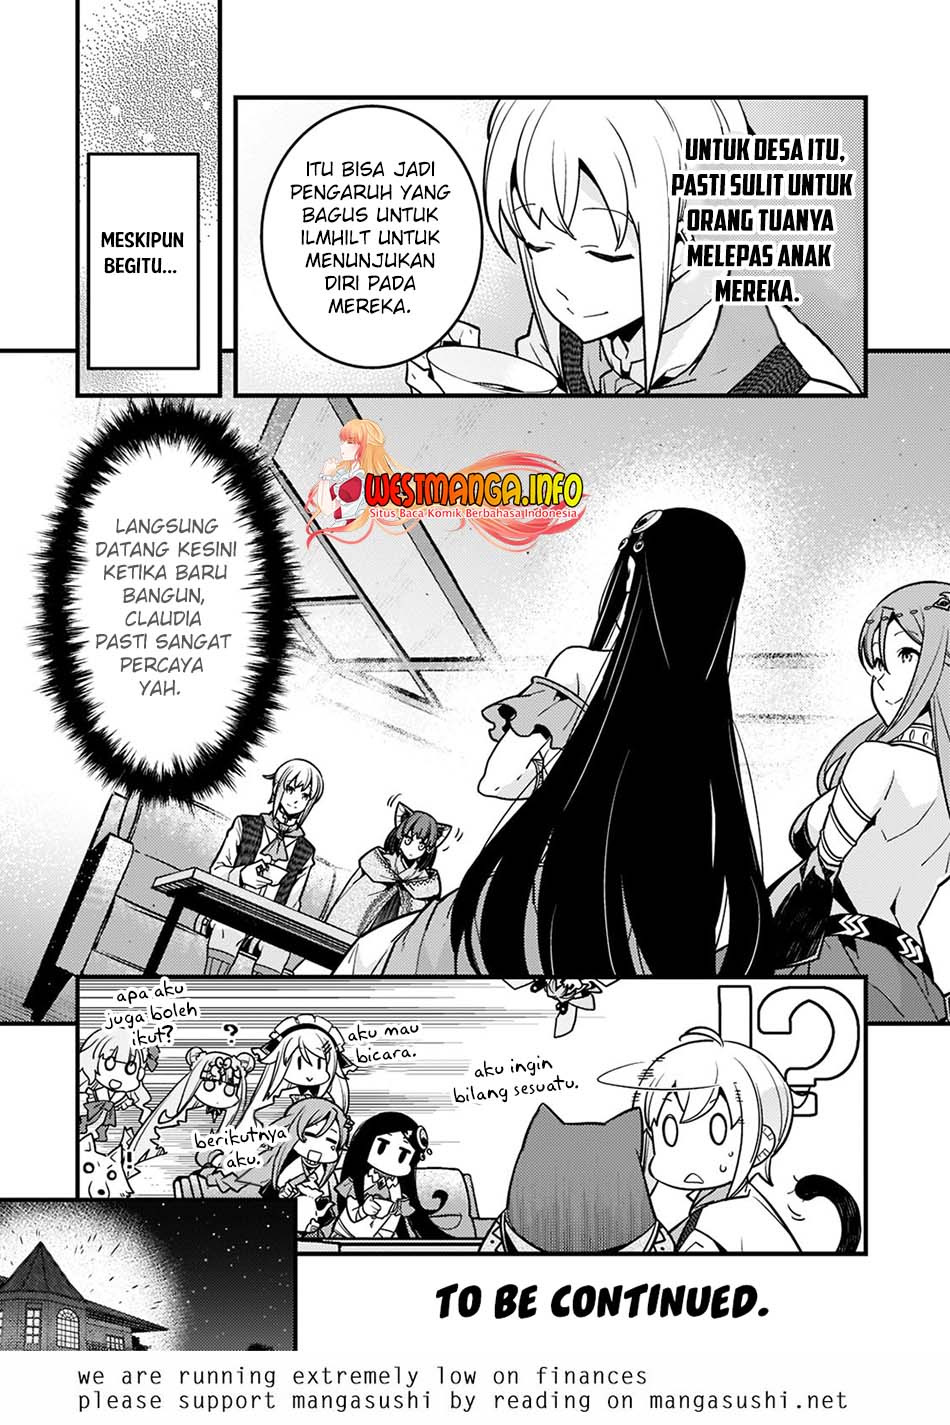 UNTUK DESA ITU,
PASTI SULIT UNTUK
ORANG TUANYA
MELEPAS ANAK
MEREKA.
ITU BISA JADI
PENGARUH YANG
BAGUS UNTUK
ILMHILT UNTUK
MENUNJUKAN
DIRI PADA
MEREKA.
MESKIPUN
BEGITU...
WESTMANGA.INFO
Situs Baca Komik Berbahasa Indonesia
LANGSUNG
DATANG KESINI
KETIKA BARU
BANGUN,
CLAUDIA
PASTI SANGAT
PERCAYA
YAH.
!?
aku ingin
bilang sesuatu.
aku mau
bicara.
?
apa aku
juga boleh
ikut?
berikutnya
aku.
!
TO BE CONTINUED.
we are running extremely low on finances
please support mangasushi by reading on mangasushi.net